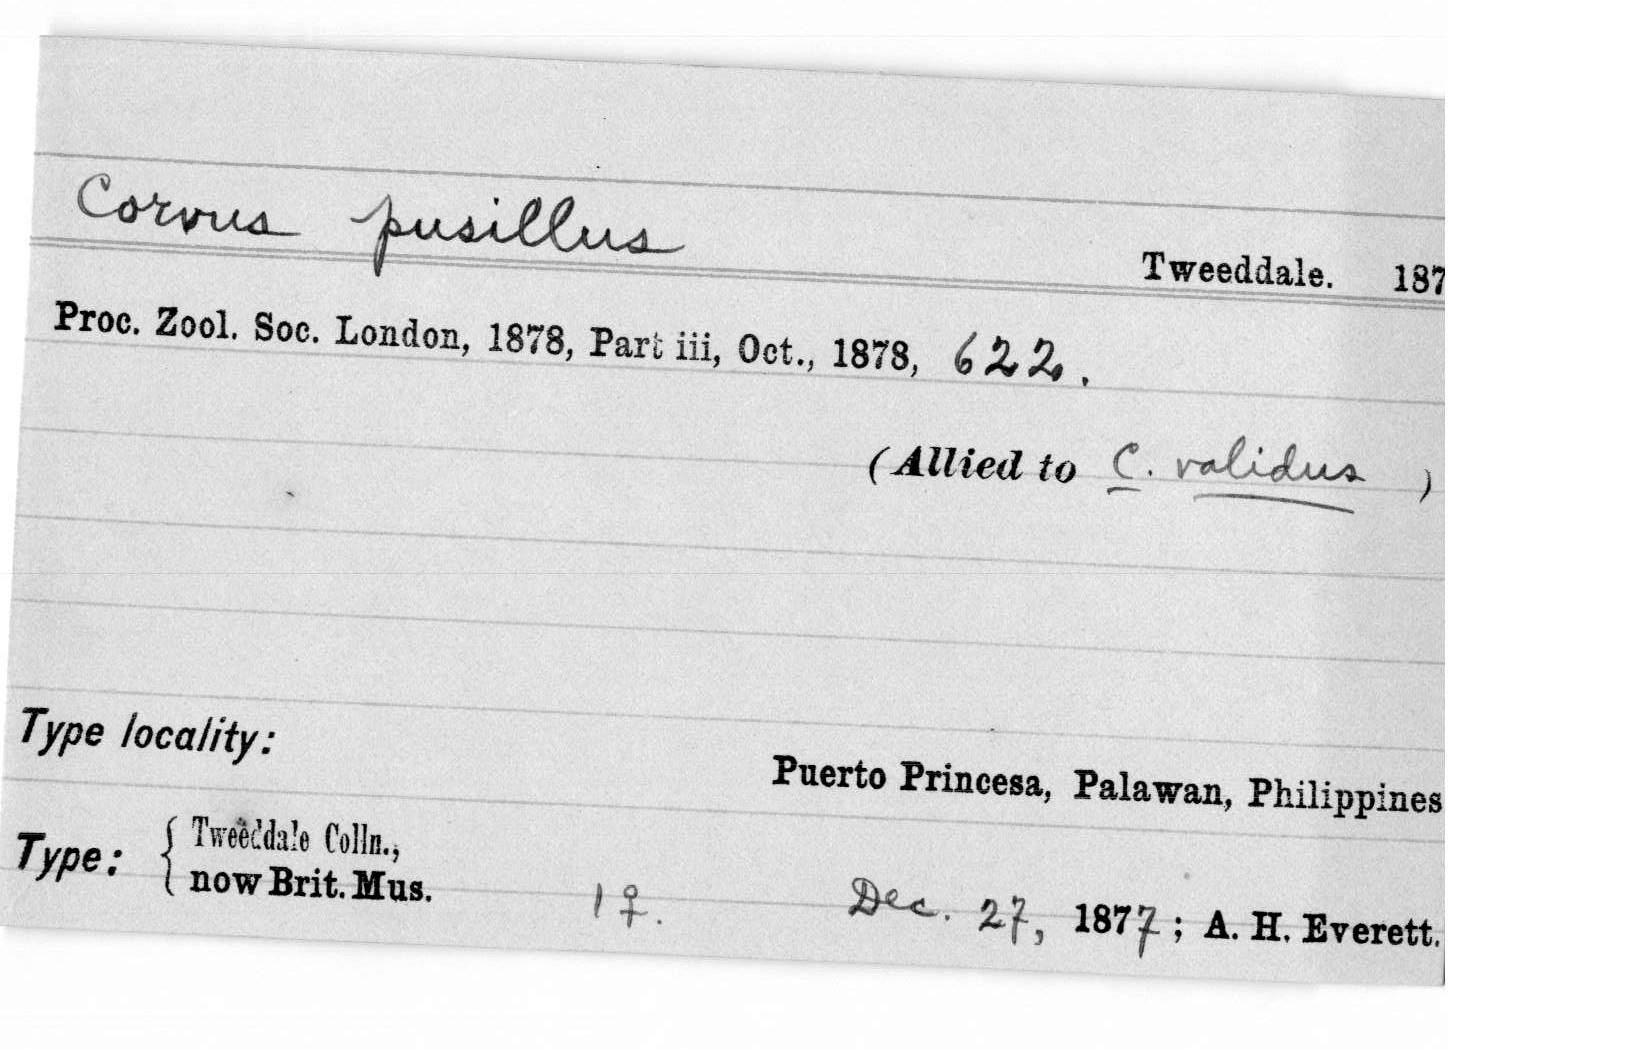 Corvus pusillus Tweeddale. 187
Proc. Zool. Soc. London, 1878, Part iii, Oct., 1878, 622.
(Allied to C. validus )
Type locality:
Puerto Princesa, Palawan, Philippines
Type: { Tweeddale Colln.,
now Brit. Mus. 1 ♀. Dec. 27, 1877; A. H. Everett.